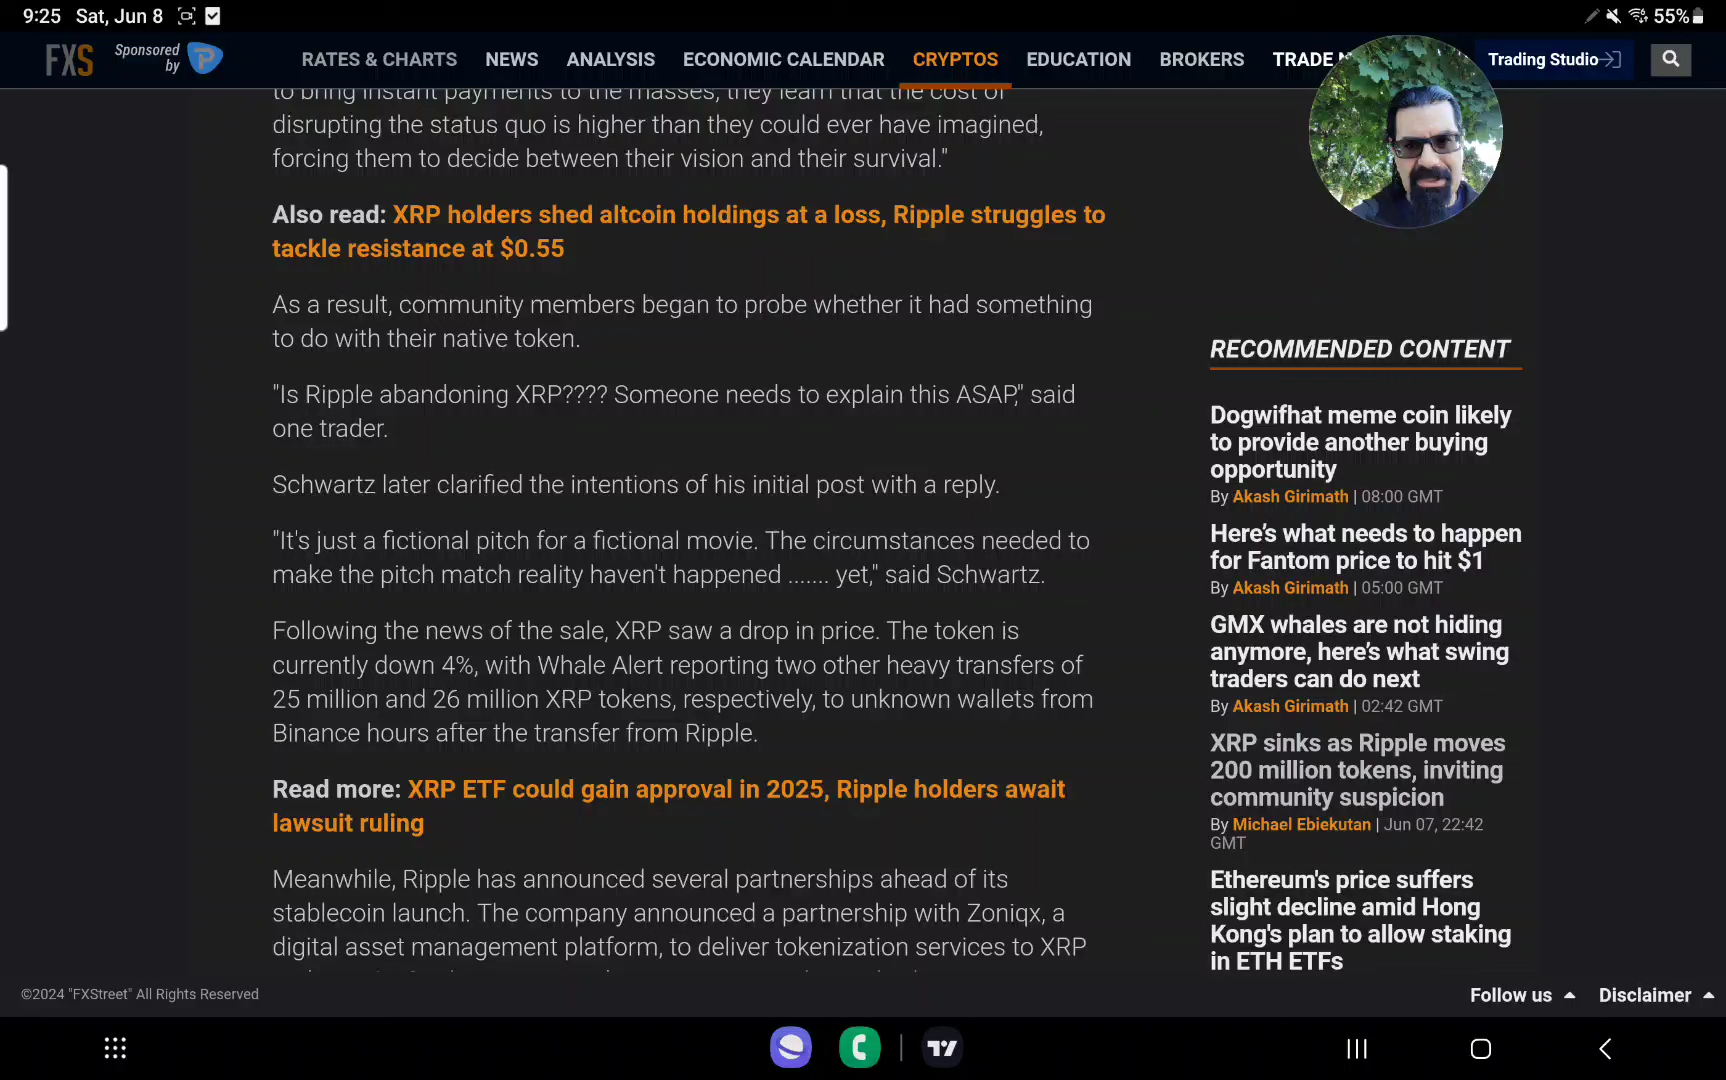 9:25 Sat, Jun 8
55%
FXS
Sponsored
by
RATES & CHARTS NEWS ANALYSIS ECONOMIC CALENDAR CRYPTOS EDUCATION BROKERS TRADE
Trading Studio
to bring instant payments to the masses, they learn that the cost of
disrupting the status quo is higher than they could ever have imagined,
forcing them to decide between their vision and their survival."
Also read: XRP holders shed altcoin holdings at a loss, Ripple struggles to
tackle resistance at $0.55
As a result, community members began to probe whether it had something
to do with their native token.
"Is Ripple abandoning XRP???? Someone needs to explain this ASAP," said
one trader.
Schwartz later clarified the intentions of his initial post with a reply.
"It's just a fictional pitch for a fictional movie. The circumstances needed to
make the pitch match reality haven't happened ....... yet," said Schwartz.
Following the news of the sale, XRP saw a drop in price. The token is
currently down 4%, with Whale Alert reporting two other heavy transfers of
25 million and 26 million XRP tokens, respectively, to unknown wallets from
Binance hours after the transfer from Ripple.
Read more: XRP ETF could gain approval in 2025, Ripple holders await
lawsuit ruling
Meanwhile, Ripple has announced several partnerships ahead of its
stablecoin launch. The company announced a partnership with Zoniqx, a
digital asset management platform, to deliver tokenization services to XRP
RECOMMENDED CONTENT
Dogwifhat meme coin likely
to provide another buying
opportunity
By Akash Girimath | 08:00 GMT
Here's what needs to happen
for Fantom price to hit $1
By Akash Girimath | 05:00 GMT
GMX whales are not hiding
anymore, here's what swing
traders can do next
By Akash Girimath | 02:42 GMT
XRP sinks as Ripple moves
200 million tokens, inviting
community suspicion
By Michael Ebiekutan | Jun 07, 22:42
GMT
Ethereum's price suffers
slight decline amid Hong
Kong's plan to allow staking
in ETH ETFs
©2024 "FXStreet" All Rights Reserved
Follow us Disclaimer